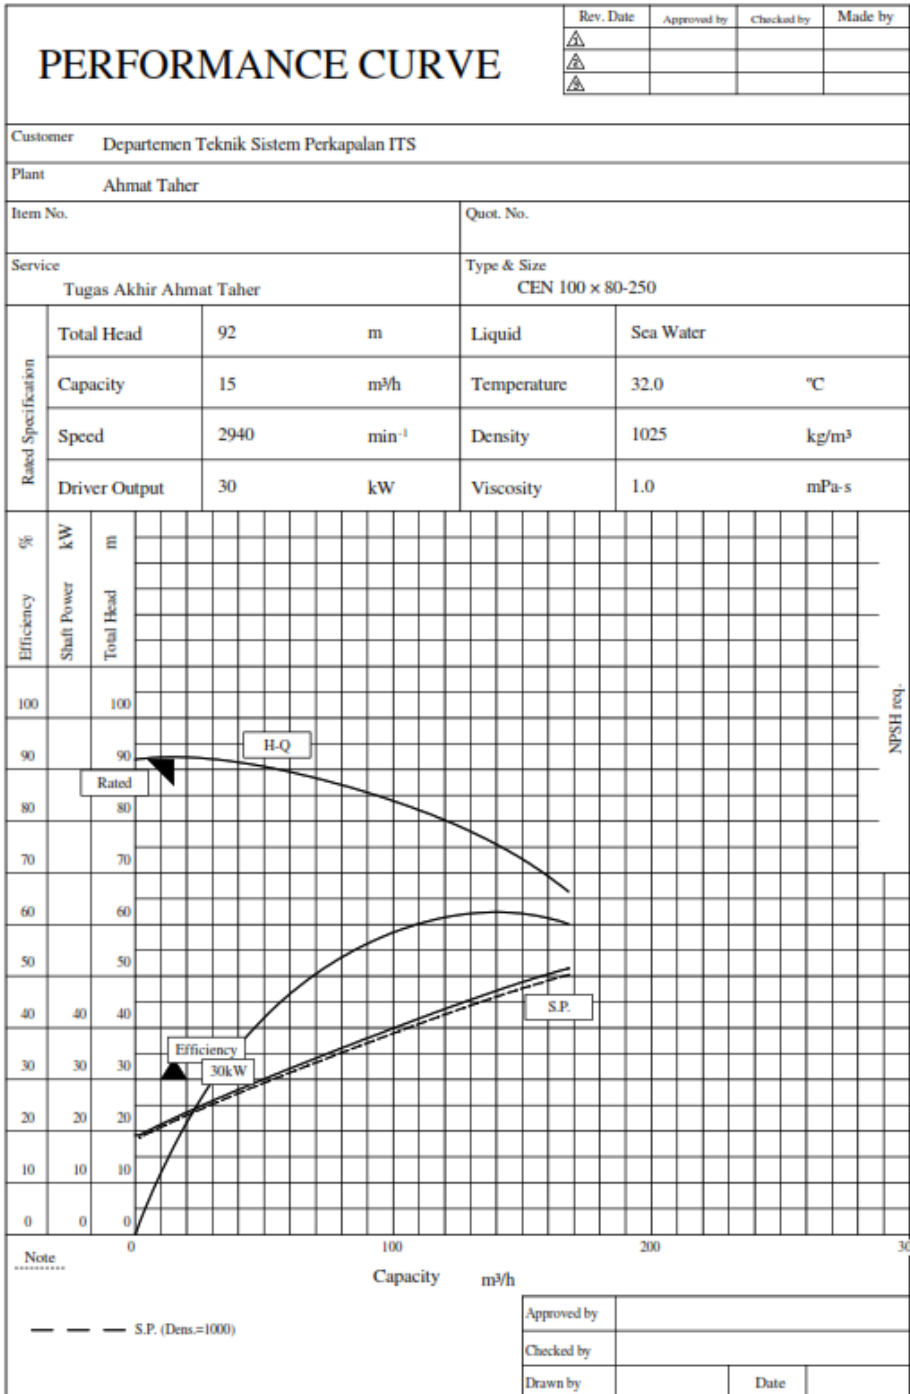 Rev. Date Approved by Checked by Made by
1
2
3
PERFORMANCE CURVE
Customer Departemen Teknik Sistem Perkapalan ITS
Plant Ahmat Taher
Item No. Quot. No.
Service Type & Size
Tugas Akhir Ahmat Taher CEN 100 × 80-250
Rated Specification
Total Head 92 m Liquid Sea Water
Capacity 15 m³/h Temperature 32.0 °C
Speed 2940 min⁻¹ Density 1025 kg/m³
Driver Output 30 kW Viscosity 1.0 mPa·s
% kW m
Efficiency Shaft Power Total Head
NPSH req.
100 100
H-Q
90 90
Rated
80 80
70 70
60 60
50 50
S.P.
40 40 40
Efficiency
30 30 30
30kW
20 20 20
10 10 10
0 0 0
0 100 200 30
Note
Capacity m³/h
S.P. (Dens.=1000)
Approved by
Checked by
Drawn by Date